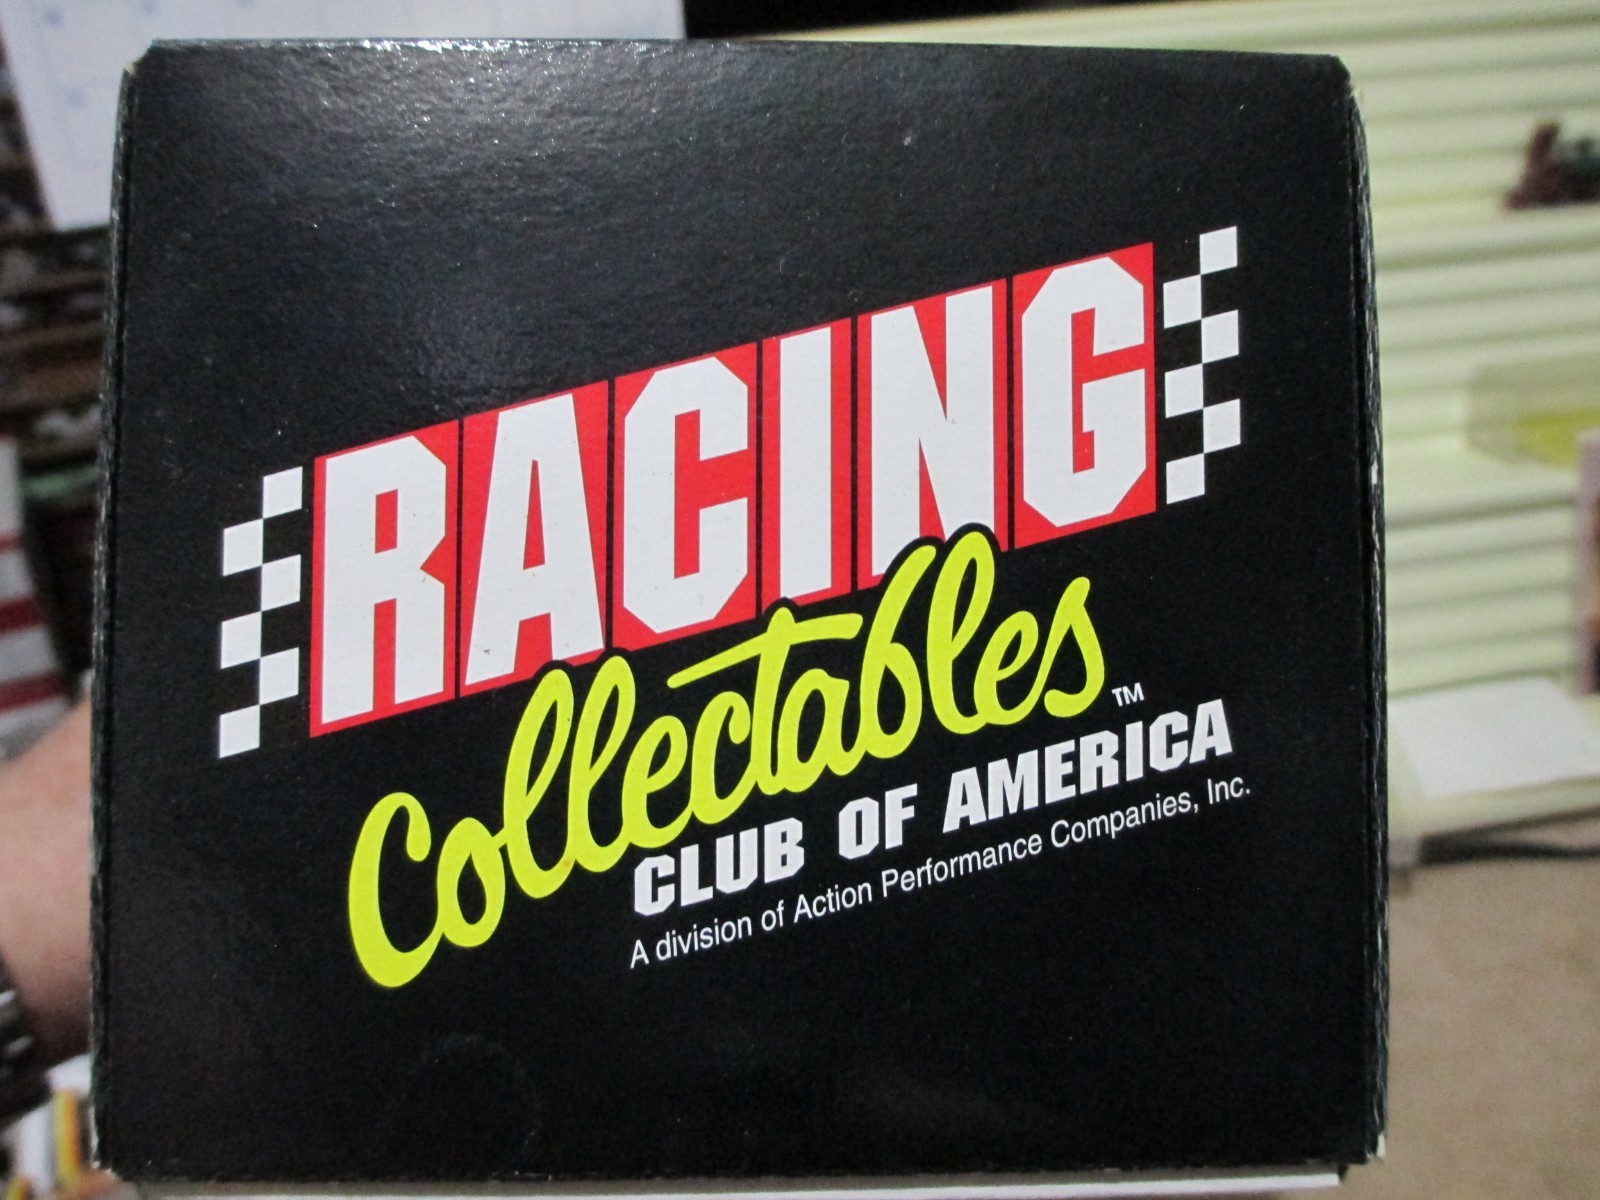 RACING
Collectables™
CLUB OF AMERICA
A division of Action Performance Companies, Inc.